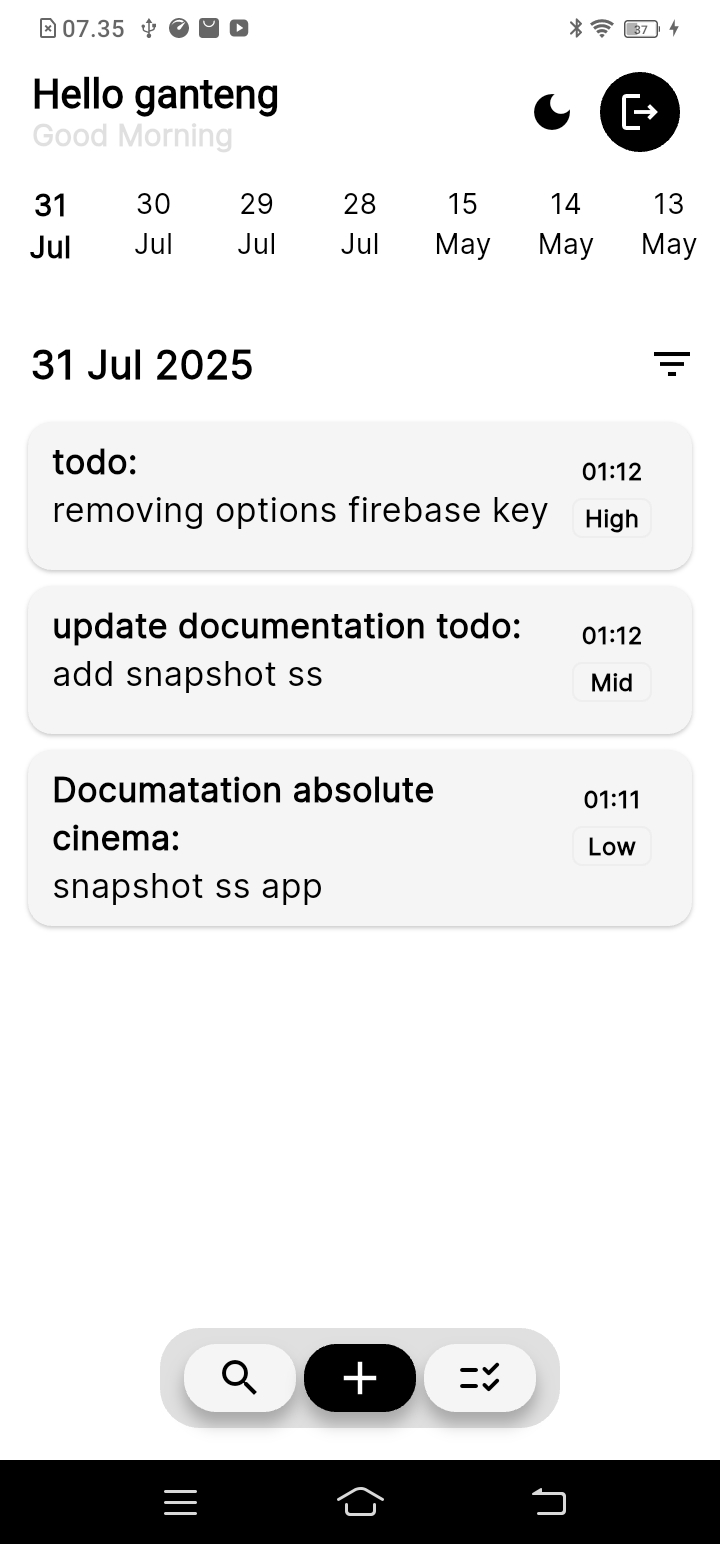 07.35
37
Hello ganteng
Good Morning
31 30 29 28 15 14 13
Jul Jul Jul Jul May May May
31 Jul 2025
todo:
removing options firebase key
01:12
High
update documentation todo:
add snapshot ss
01:12
Mid
Documatation absolute
cinema:
snapshot ss app
01:11
Low